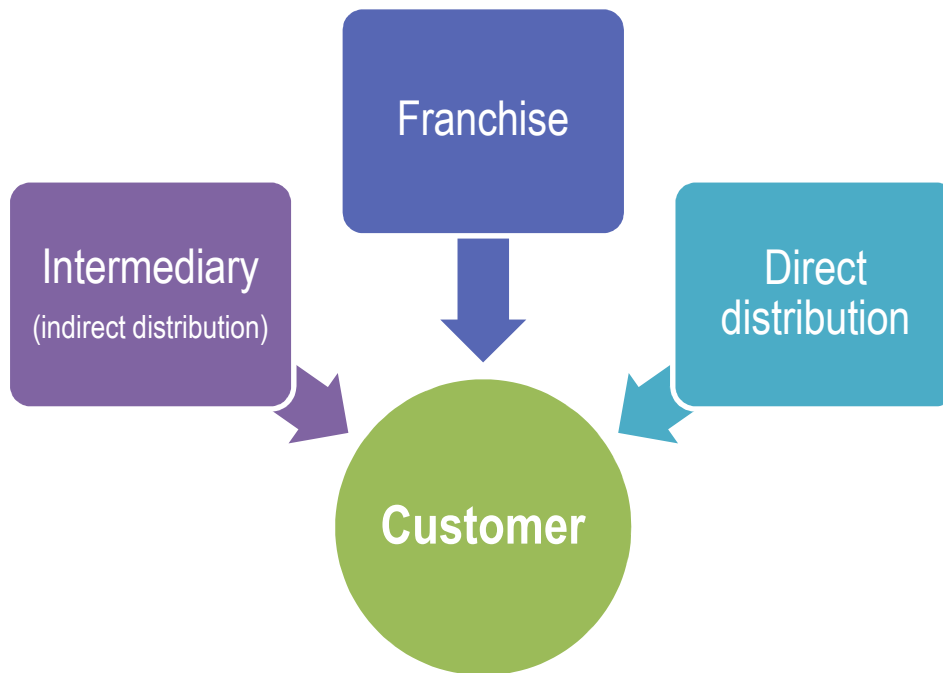 Franchise
Intermediary
(indirect distribution)
Direct
distribution
Customer